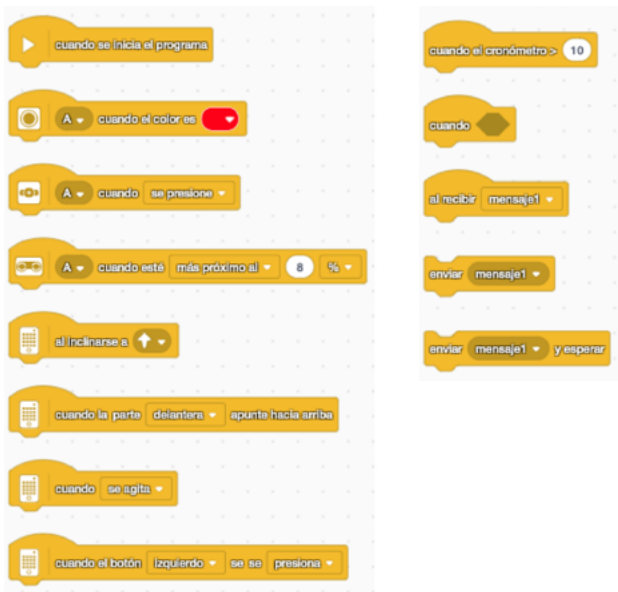 cuando se inicia el programa
A cuando el color es
A cuando se presione
A cuando esté más próximo al 8 %
al inclinarse a
cuando la parte delantera apunte hacia arriba
cuando se agita
cuando el botón izquierdo se se presiona
cuando el cronómetro > 10
cuando
al recibir mensaje1
enviar mensaje1
enviar mensaje1 y esperar